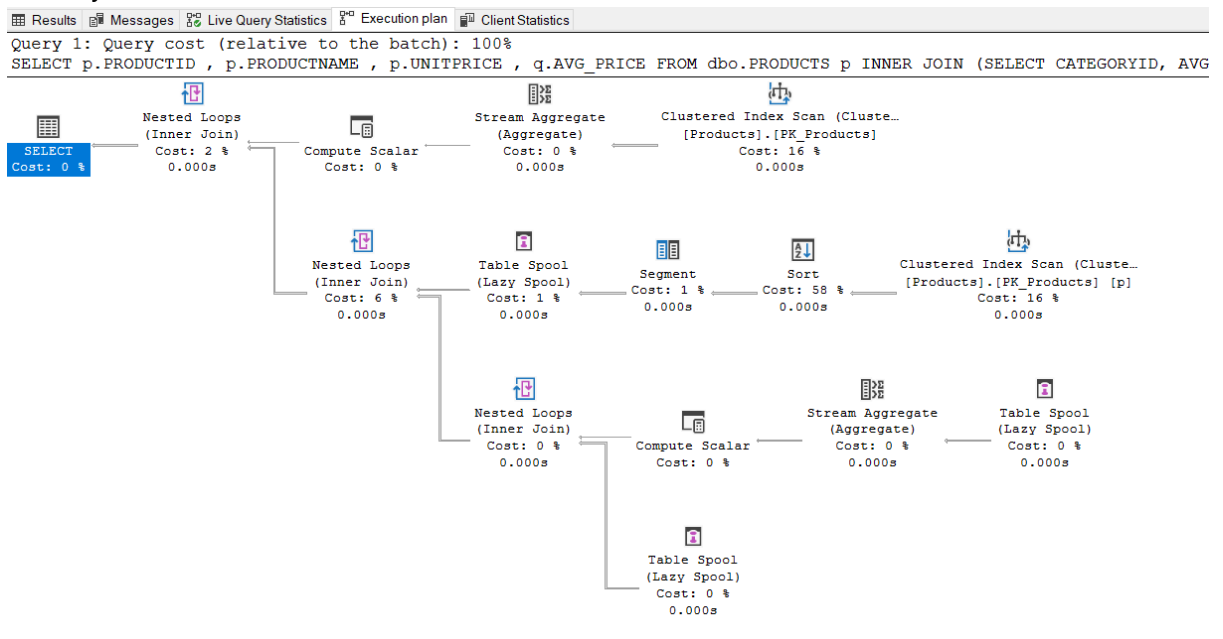 Results Messages Live Query Statistics Execution plan Client Statistics
Query 1: Query cost (relative to the batch): 100%
SELECT p.PRODUCTID , p.PRODUCTNAME , p.UNITPRICE , q.AVG_PRICE FROM dbo.PRODUCTS p INNER JOIN (SELECT CATEGORYID, AVG
SELECT
Cost: 0 %
Nested Loops
(Inner Join)
Cost: 2 %
0.000s
Compute Scalar
Cost: 0 %
Stream Aggregate
(Aggregate)
Cost: 0 %
0.000s
Clustered Index Scan (Cluste…
[Products].[PK_Products]
Cost: 16 %
0.000s
Nested Loops
(Inner Join)
Cost: 6 %
0.000s
Table Spool
(Lazy Spool)
Cost: 1 %
0.000s
Segment
Cost: 1 %
0.000s
Sort
Cost: 58 %
0.000s
Clustered Index Scan (Cluste…
[Products].[PK_Products] [p]
Cost: 16 %
0.000s
Nested Loops
(Inner Join)
Cost: 0 %
0.000s
Compute Scalar
Cost: 0 %
Stream Aggregate
(Aggregate)
Cost: 0 %
0.000s
Table Spool
(Lazy Spool)
Cost: 0 %
0.000s
Table Spool
(Lazy Spool)
Cost: 0 %
0.000s